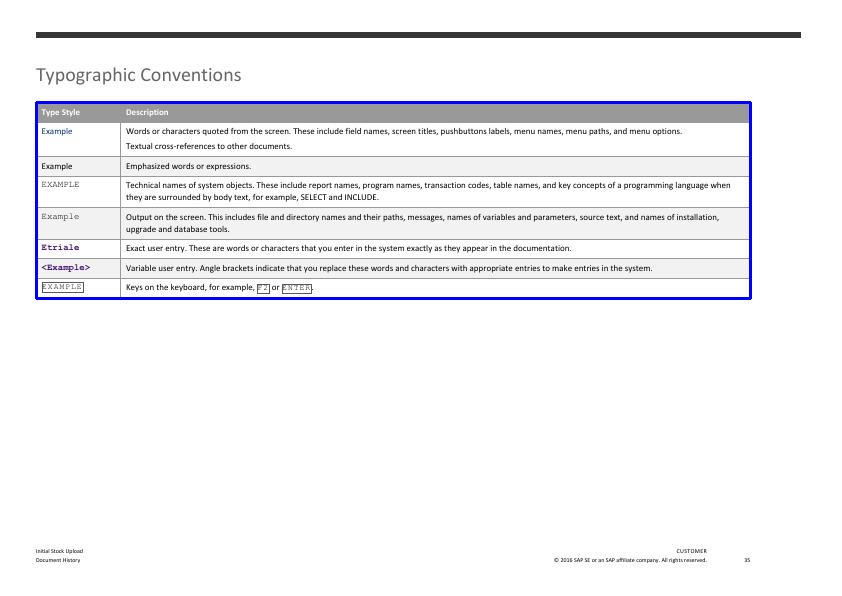 Typographic Conventions
Type Style Description
Example Words or characters quoted from the screen. These include field names, screen titles, pushbuttons labels, menu names, menu paths, and menu options.
Textual cross-references to other documents.
Example Emphasized words or expressions.
EXAMPLE Technical names of system objects. These include report names, program names, transaction codes, table names, and key concepts of a programming language when
they are surrounded by body text, for example, SELECT and INCLUDE.
Example Output on the screen. This includes file and directory names and their paths, messages, names of variables and parameters, source text, and names of installation,
upgrade and database tools.
Etriale Exact user entry. These are words or characters that you enter in the system exactly as they appear in the documentation.
<Example> Variable user entry. Angle brackets indicate that you replace these words and characters with appropriate entries to make entries in the system.
EXAMPLE Keys on the keyboard, for example, F2 or ENTER.
Initial Stock Upload CUSTOMER
Document History © 2016 SAP SE or an SAP affiliate company. All rights reserved. 35